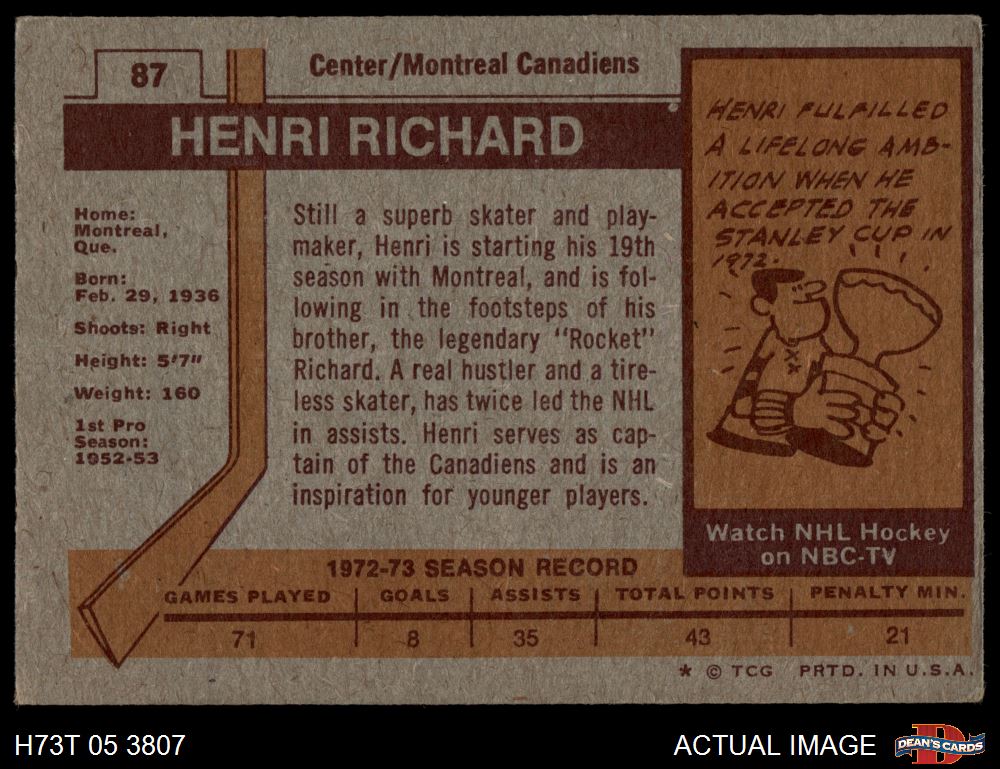 87
Center/Montreal Canadiens
HENRI RICHARD
Home:
Montreal,
Que.
Born:
Feb. 29, 1936
Shoots: Right
Height: 5'7"
Weight: 160
1st Pro
Season:
1952-53
Still a superb skater and play-
maker, Henri is starting his 19th
season with Montreal, and is fol-
lowing in the footsteps of his
brother, the legendary "Rocket"
Richard. A real hustler and a tire-
less skater, has twice led the NHL
in assists. Henri serves as cap-
tain of the Canadiens and is an
inspiration for younger players.
HENRI FULFILLED
A LIFELONG AMB-
ITION WHEN HE
ACCEPTED THE
STANLEY CUP IN
1972.
Watch NHL Hockey
on NBC-TV
1972-73 SEASON RECORD
GAMES PLAYED GOALS ASSISTS TOTAL POINTS PENALTY MIN.
71 8 35 43 21
* © TCG PRTD. IN U.S.A.
H73T 05 3807
ACTUAL IMAGE
D
DEAN'S CARDS